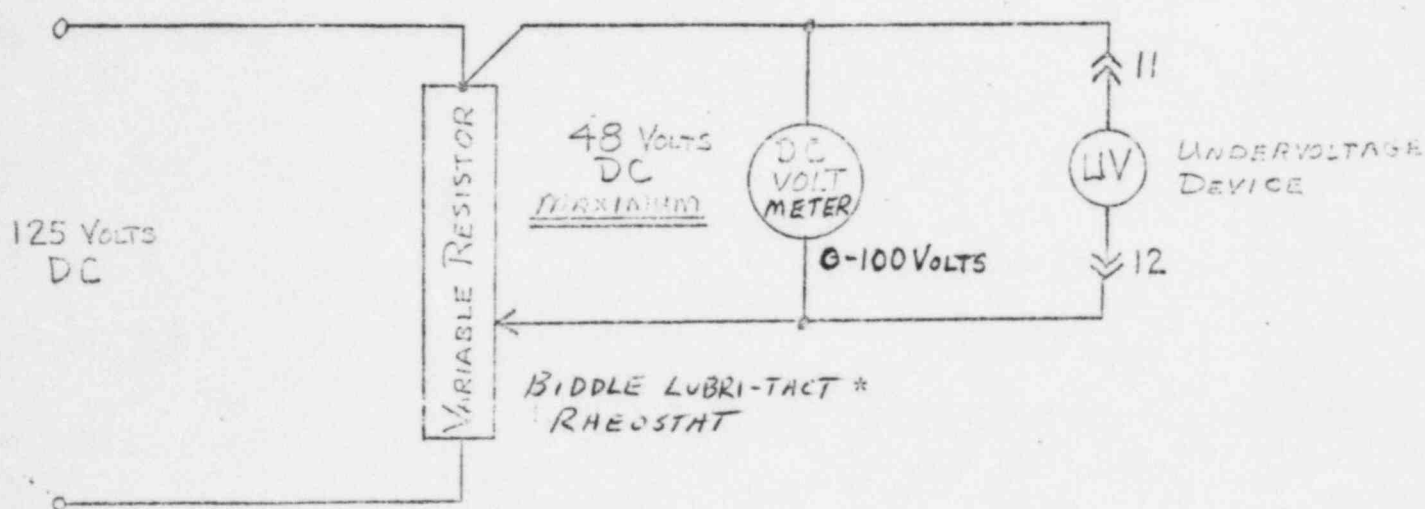 125 VOLTS
DC
VARIABLE RESISTOR
48 VOLTS
DC
MAXIMUM
DC
VOLT
METER
0-100 VOLTS
11
UV
UNDERVOLTAGE
DEVICE
12
BIDDLE LUBRI-TACT *
RHEOSTAT